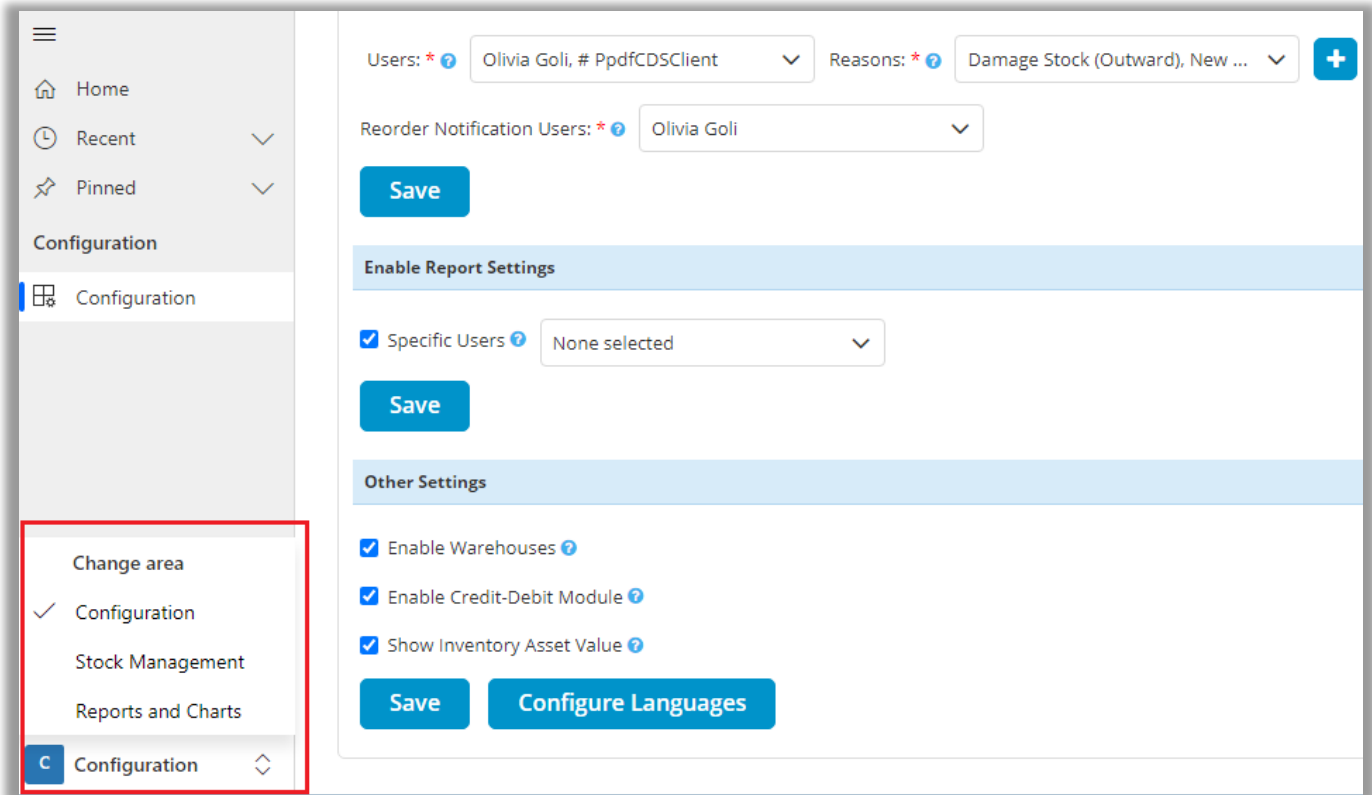 Home
Recent
Pinned
Configuration
Configuration
Change area
Configuration
Stock Management
Reports and Charts
C Configuration
Users: * ? Olivia Goli, # PpdfCDSClient Reasons: * ? Damage Stock (Outward), New ... +
Reorder Notification Users: * ? Olivia Goli
Save
Enable Report Settings
Specific Users ? None selected
Save
Other Settings
Enable Warehouses ?
Enable Credit-Debit Module ?
Show Inventory Asset Value ?
Save Configure Languages